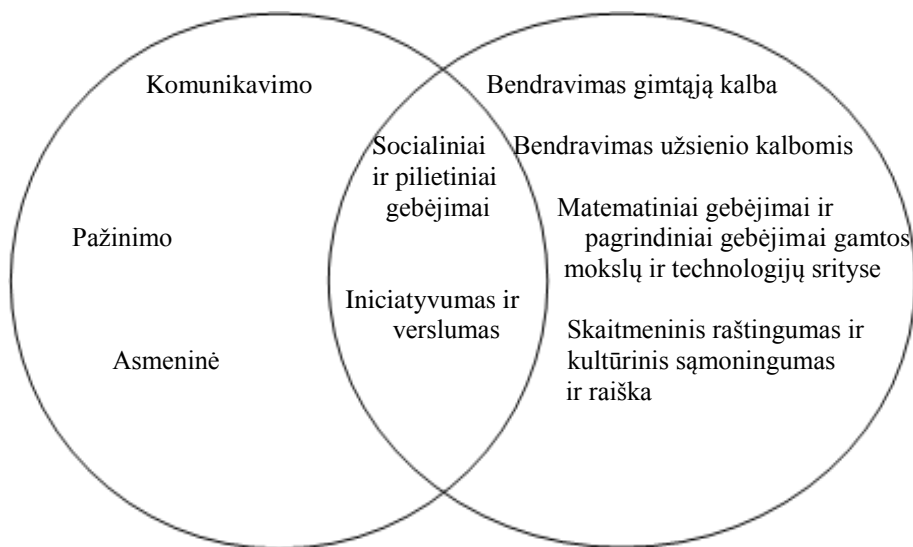 Komunikavimo
Pažinimo
Asmeninė
Socialiniai
ir pilietiniai
gebėjimai
Iniciatyvumas ir
verslumas
Bendravimas gimtąją kalba
Bendravimas užsienio kalbomis
Matematiniai gebėjimai ir
pagrindiniai gebėjimai gamtos
mokslų ir technologijų srityse
Skaitmeninis raštingumas ir
kultūrinis sąmoningumas
ir raiška